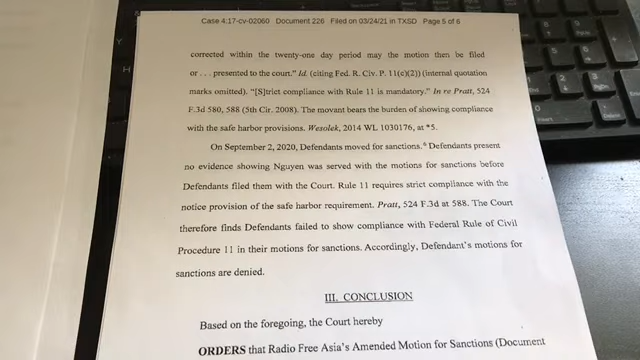 Case 4:17-cv-02060 Document 226 Filed on 03/24/21 in TXSD Page 5 of 6
corrected within the twenty-one day period may the motion then be filed
or . . . presented to the court.” Id. (citing Fed. R. Civ. P. 11(c)(2)) (internal quotation
marks omitted). “[S]trict compliance with Rule 11 is mandatory.” In re Pratt, 524
F.3d 580, 588 (5th Cir. 2008). The movant bears the burden of showing compliance
with the safe harbor provisions. Wesolek, 2014 WL 1030176, at *5.
On September 2, 2020, Defendants moved for sanctions.⁶ Defendants present
no evidence showing Nguyen was served with the motions for sanctions before
Defendants filed them with the Court. Rule 11 requires strict compliance with the
notice provision of the safe harbor requirement. Pratt, 524 F.3d at 588. The Court
therefore finds Defendants failed to show compliance with Federal Rule of Civil
Procedure 11 in their motions for sanctions. Accordingly, Defendant’s motions for
sanctions are denied.
III. CONCLUSION
Based on the foregoing, the Court hereby
ORDERS that Radio Free Asia’s Amended Motion for Sanctions (Document